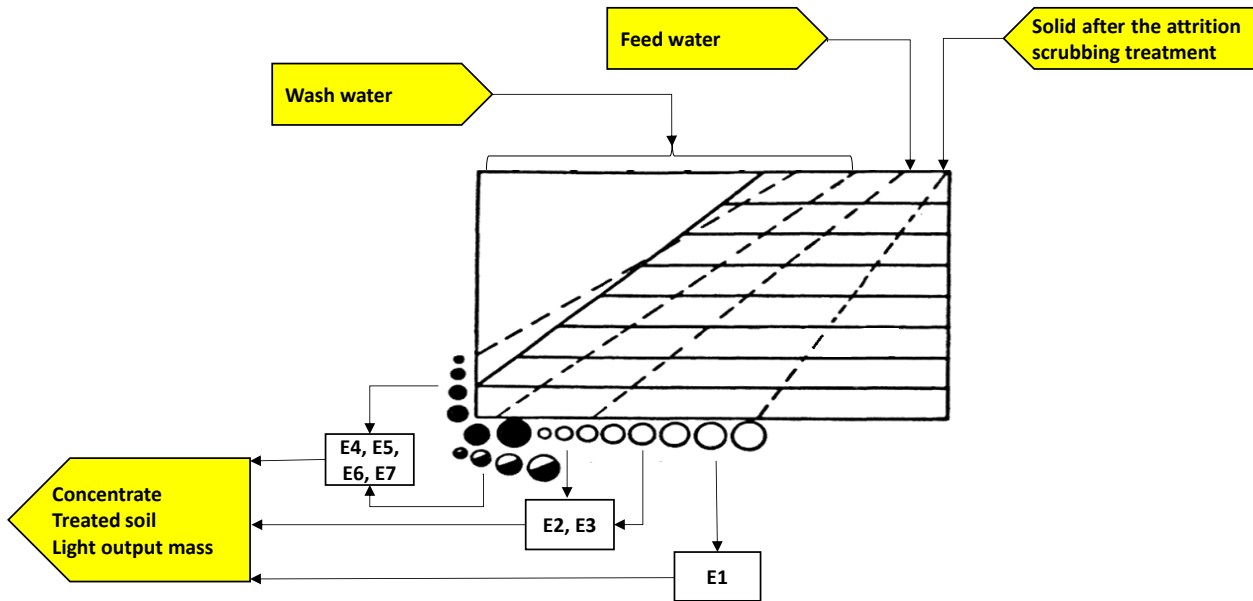 Feed water
Solid after the attrition
scrubbing treatment
Wash water
E4, E5,
E6, E7
Concentrate
Treated soil
Light output mass
E2, E3
E1